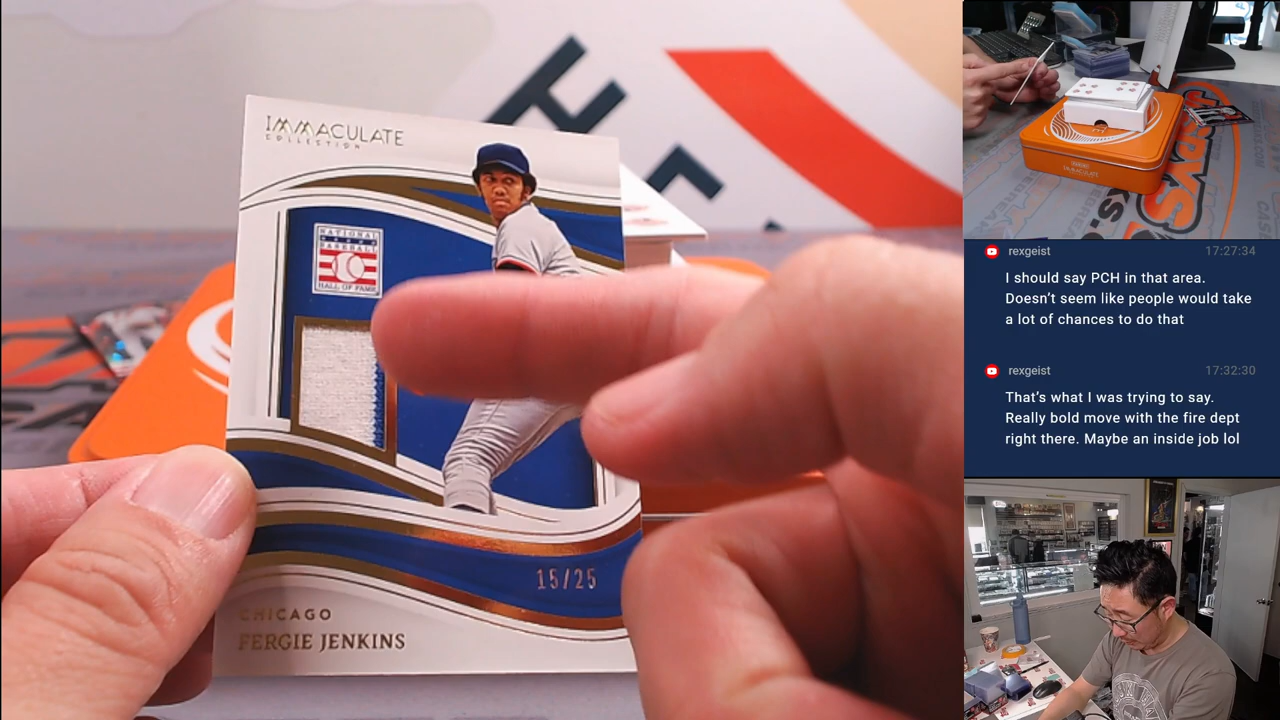 IMMACULATE
COLLECTION
NATIONAL
BASEBALL
HALL OF FAME
15/25
CHICAGO
FERGIE JENKINS
rexgeist
17:27:34
I should say PCH in that area.
Doesn't seem like people would take
a lot of chances to do that
rexgeist
17:32:30
That's what I was trying to say.
Really bold move with the fire dept
right there. Maybe an inside job lol
IMMACULATE